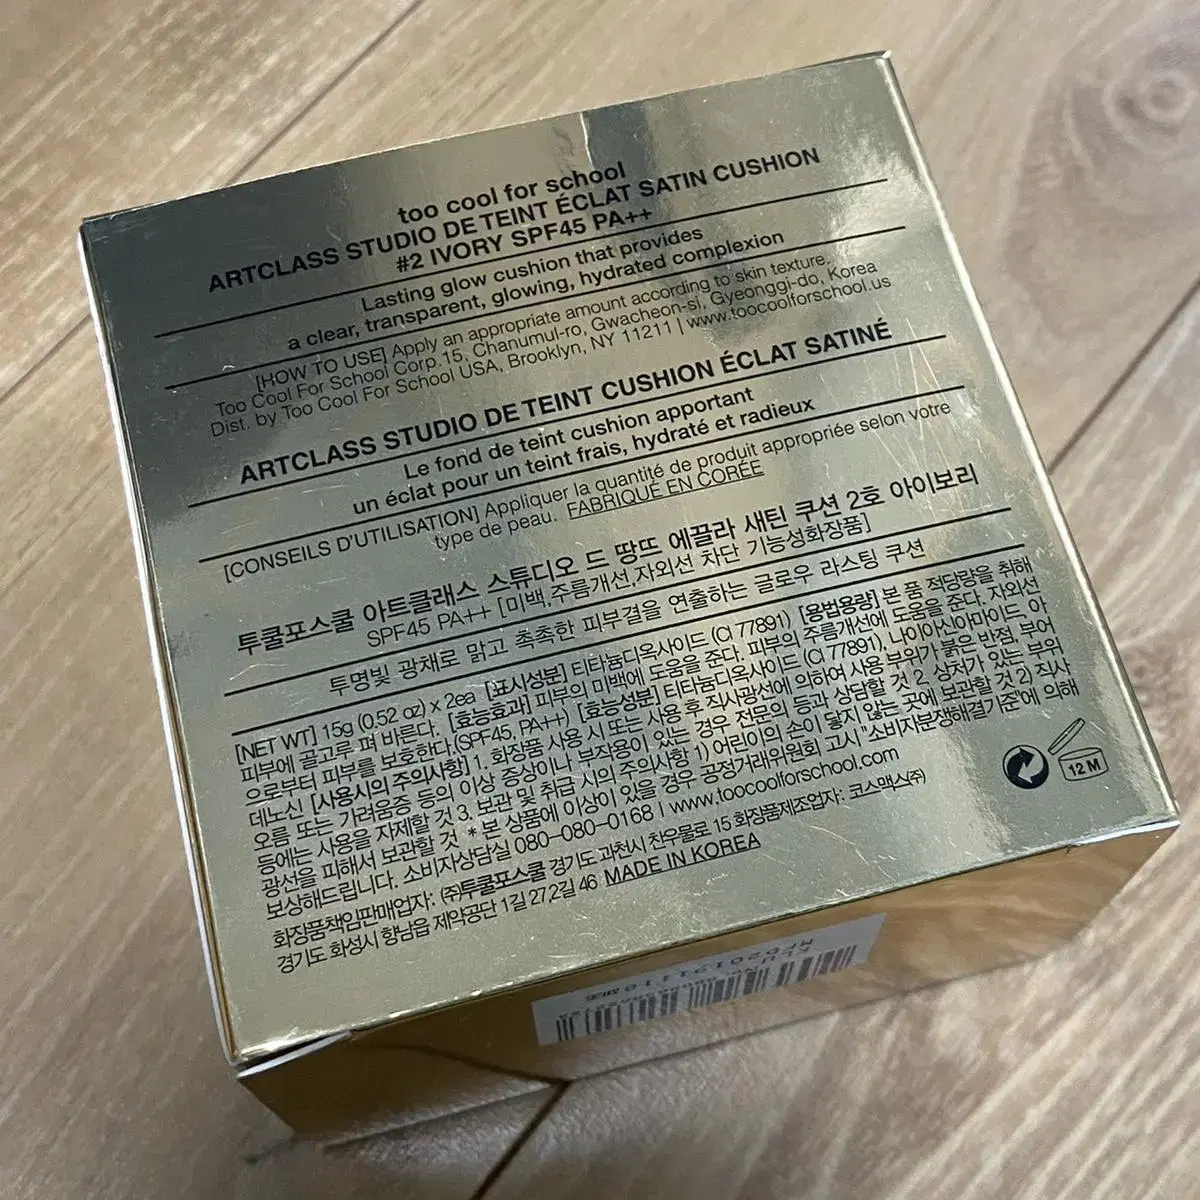 too cool for school
ARTCLASS STUDIO DE TEINT ÉCLAT SATIN CUSHION
#2 IVORY SPF45 PA++
Lasting glow cushion that provides
a clear, transparent, glowing, hydrated complexion
[HOW TO USE] Apply an appropriate amount according to skin texture.
Too Cool For School Corp. 15, Chanumul-ro, Gwacheon-si, Gyeonggi-do, Korea
Dist. by Too Cool For School USA, Brooklyn, NY 11211 | www.toocoolforschool.us
ARTCLASS STUDIO DE TEINT CUSHION ÉCLAT SATINÉ
Le fond de teint cushion apportant
un éclat pour un teint frais, hydraté et radieux
[CONSEILS D'UTILISATION] Appliquer la quantité de produit appropriée selon votre
type de peau. FABRIQUÉ EN CORÉE
투쿨포스쿨 아트클래스 스튜디오 드 땅뜨 에끌라 새틴 쿠션 2호 아이보리
SPF45 PA++ [미백,주름개선,자외선 차단 기능성화장품]
투명빛 광채로 맑고 촉촉한 피부결을 연출하는 글로우 라스팅 쿠션
[NET WT] 15g (0.52 oz) x 2ea [표시성분] 티타늄디옥사이드 (CI 77891) [용법용량] 본 품 적당량을 취해
피부에 골고루 펴 바른다. [효능효과] 피부의 미백에 도움을 준다. 피부의 주름개선에 도움을 준다. 자외선
으로부터 피부를 보호한다.(SPF45, PA++) [효능성분] 티타늄디옥사이드 (CI 77891), 나이아신아마이드, 아
데노신 [사용시의 주의사항] 1. 화장품 사용 시 또는 사용 후 직사광선에 의하여 사용 부위가 붉은 반점, 부어
오름 또는 가려움증 등의 이상 증상이나 부작용이 있는 경우 전문의 등과 상담할 것 2. 상처가 있는 부위
등에는 사용을 자제할 것 3. 보관 및 취급 시의 주의사항 1) 어린이의 손이 닿지 않는 곳에 보관할 것 2) 직사
광선을 피해서 보관할 것 * 본 상품에 이상이 있을 경우 공정거래위원회 고시 "소비자분쟁해결기준"에 의해
보상해드립니다. 소비자상담실 080-080-0168 | www.toocoolforschool.com
화장품책임판매업자: (주)투쿨포스쿨 경기도 과천시 찬우물로 15 화장품제조업자: 코스맥스(주)
경기도 화성시 향남읍 제약공단 1길 27,2길 46 MADE IN KOREA
12 M
MFD20191110 제조